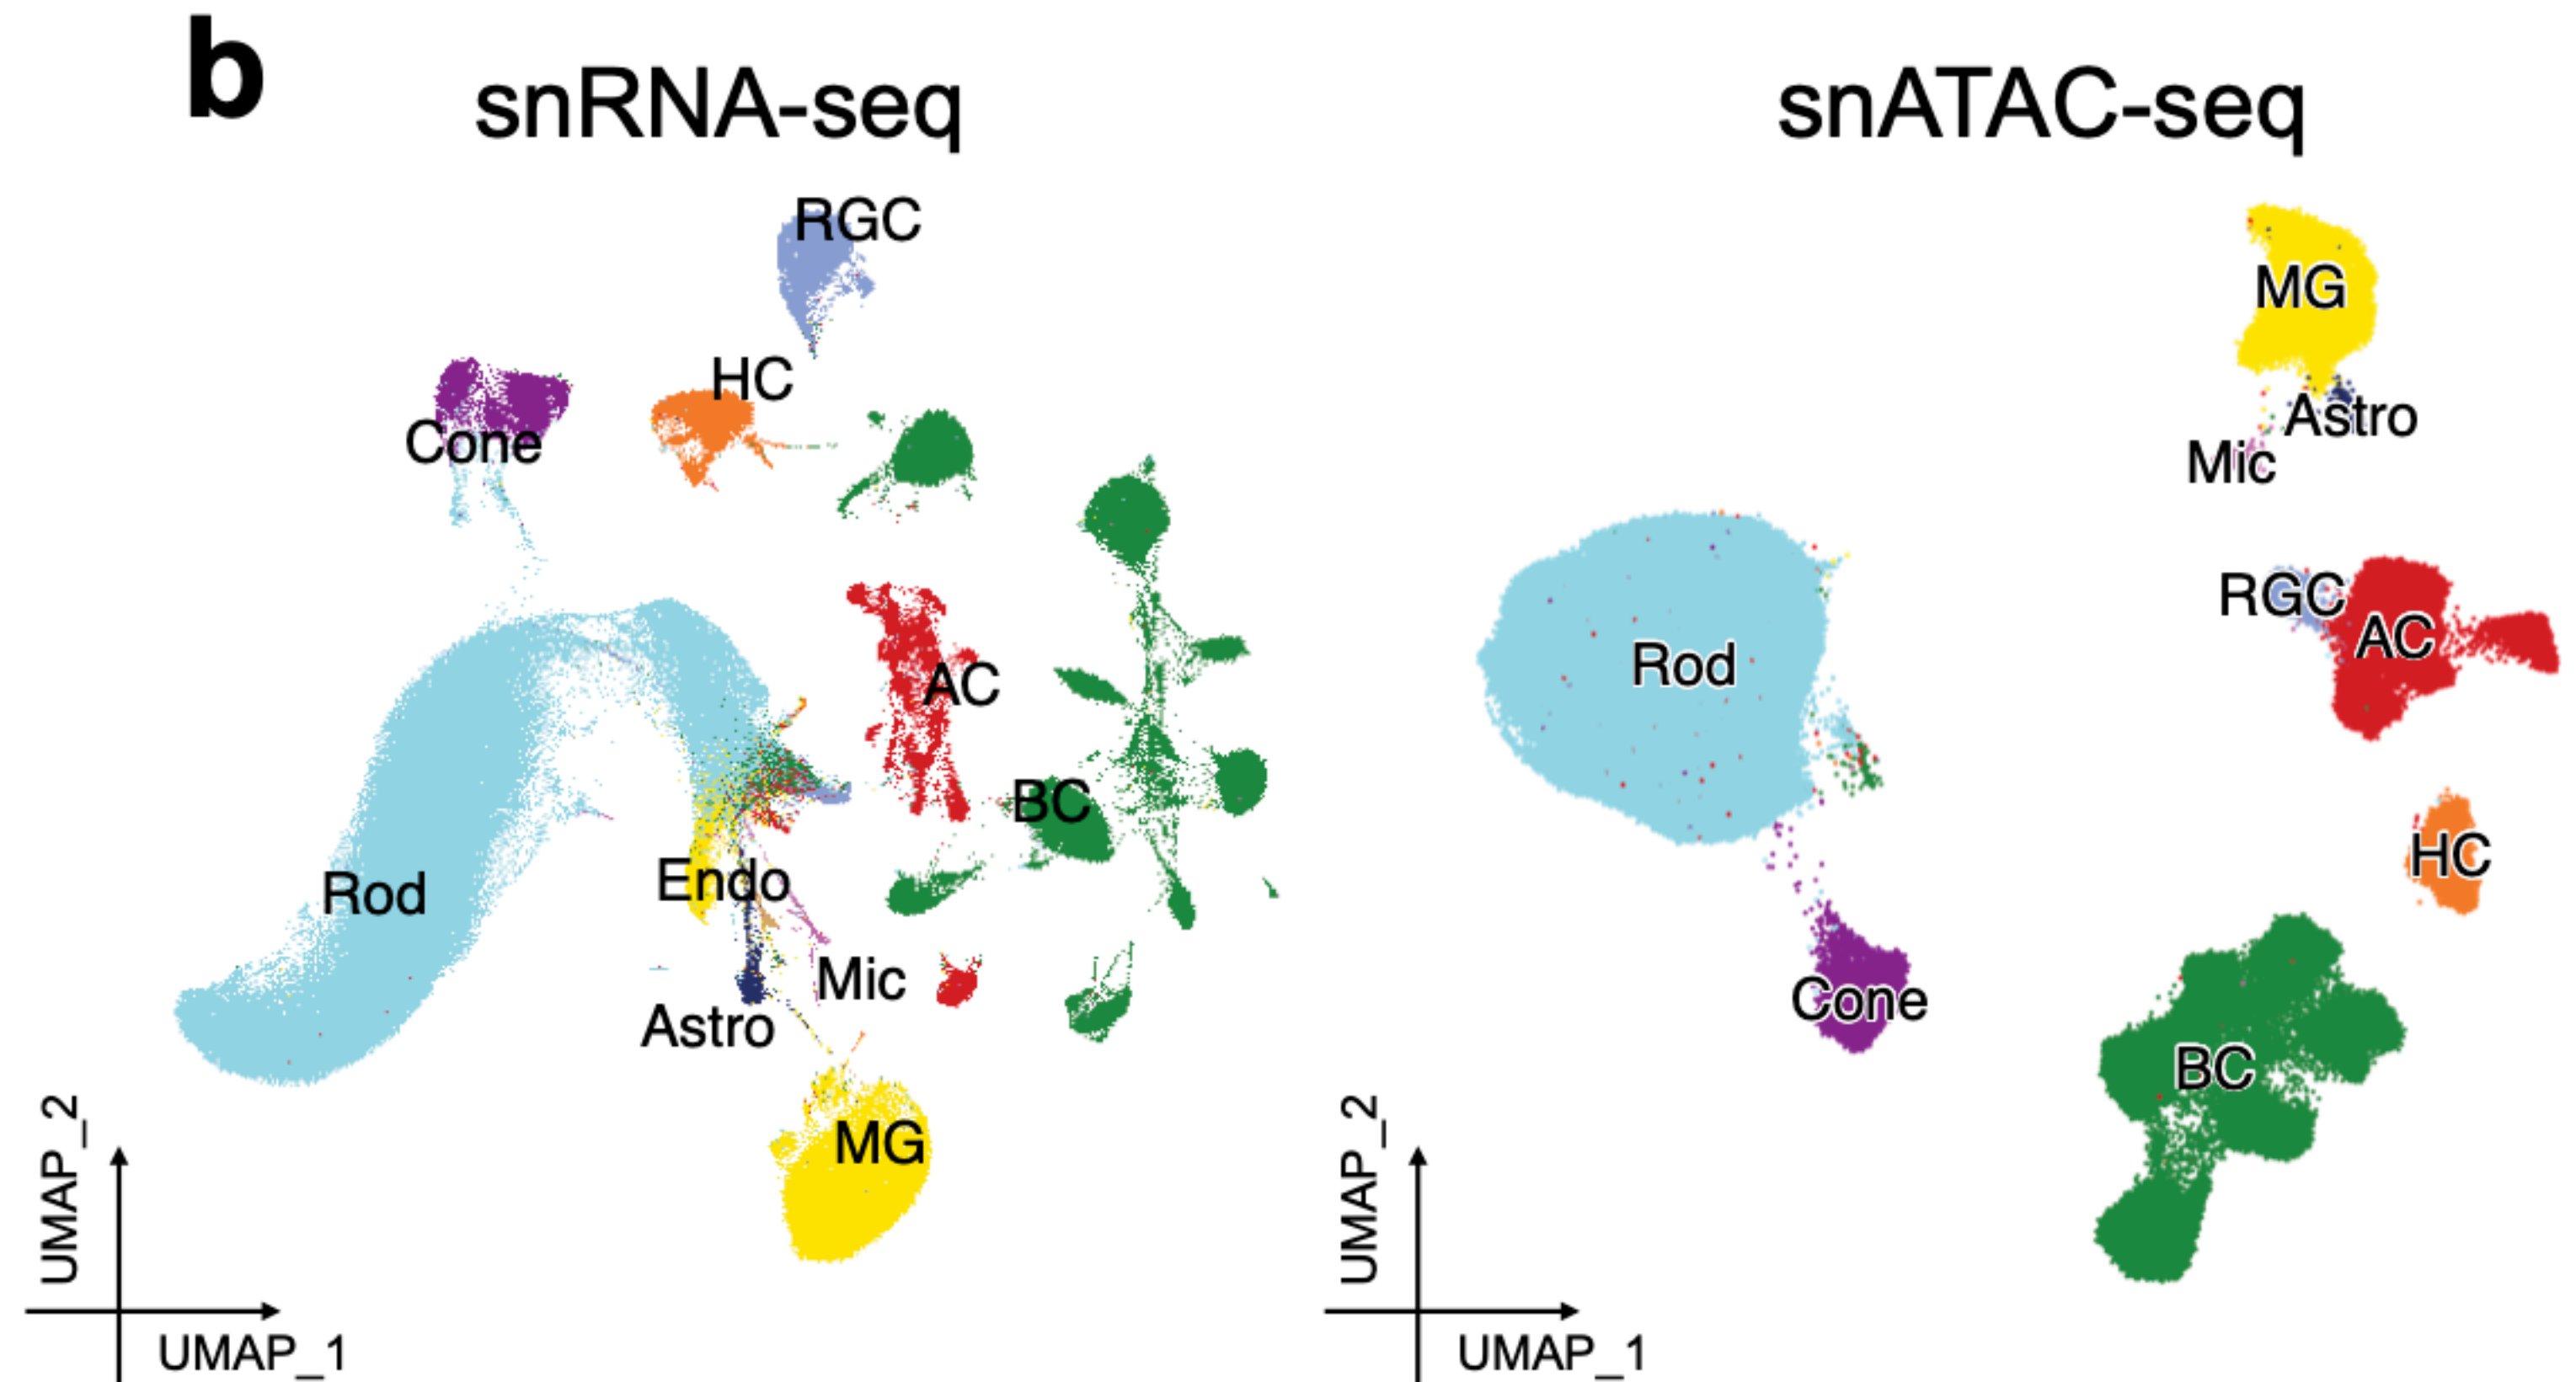 b
snRNA-seq
snATAC-seq
RGC
HC
Cone
AC
BC
Rod
Endo
Mic
Astro
MG
UMAP_2
UMAP_1
MG
Astro
Mic
RGC
AC
Rod
HC
Cone
BC
UMAP_2
UMAP_1